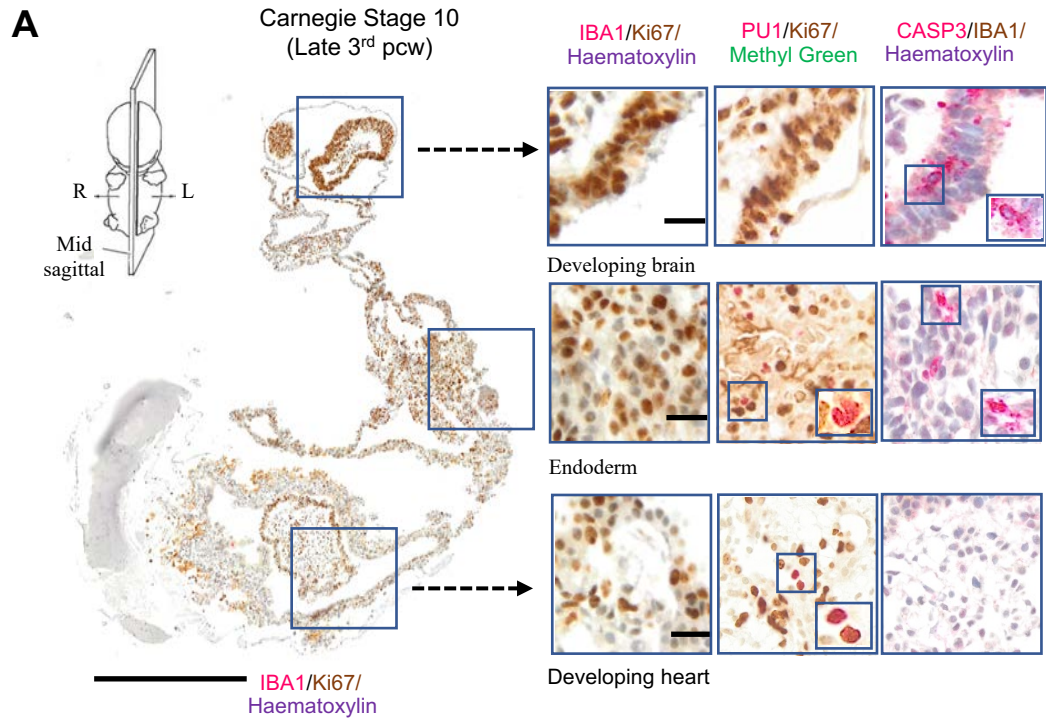 A
Carnegie Stage 10
(Late 3rd pcw)
IBA1/Ki67/
Haematoxylin
PU1/Ki67/
Methyl Green
CASP3/IBA1/
Haematoxylin
R
L
Mid
sagittal
Developing brain
Endoderm
Developing heart
IBA1/Ki67/
Haematoxylin